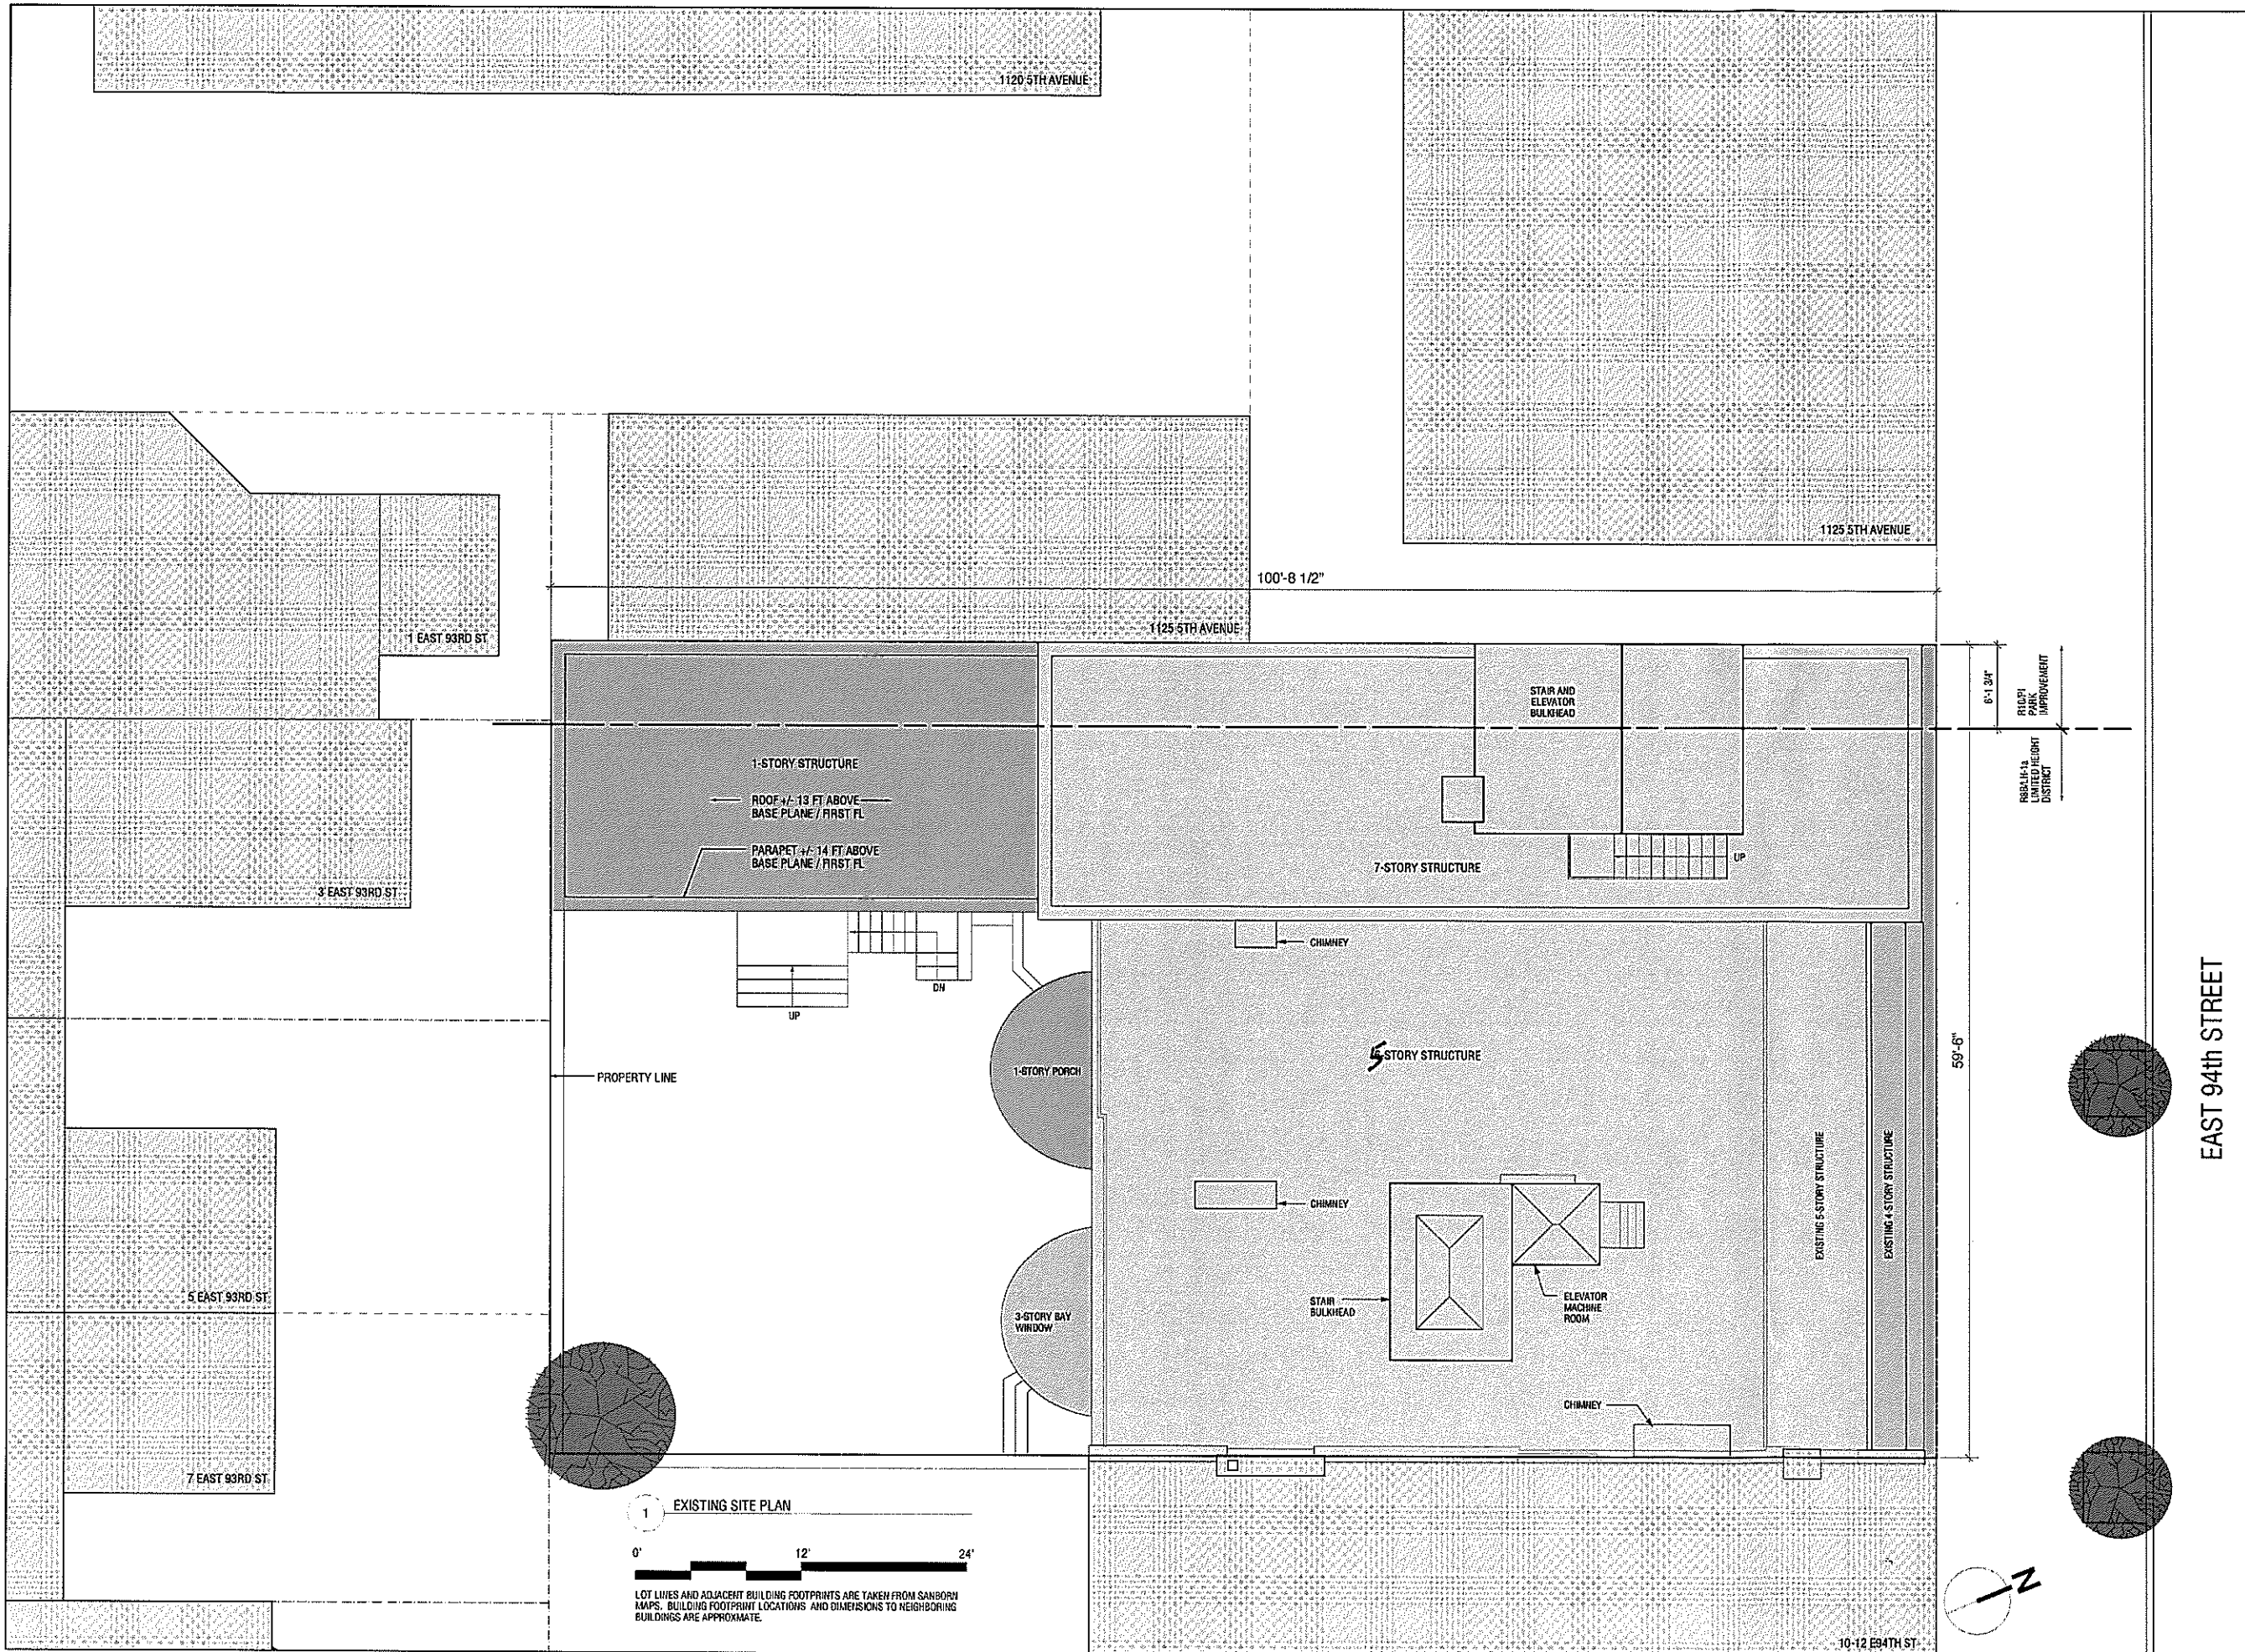 1120 5TH AVENUE
1125 5TH AVENUE
100'-8 1/2"
1 EAST 93RD ST
1125 5TH AVENUE
STAIR AND
ELEVATOR
BULKHEAD
6'-1 3/4"
R10/PI
PARK
IMPROVEMENT
R8B/LH-1a
LIMITED HEIGHT
DISTRICT
1-STORY STRUCTURE
ROOF +/- 13 FT ABOVE
BASE PLANE / FIRST FL
PARAPET +/- 14 FT ABOVE
BASE PLANE / FIRST FL
7-STORY STRUCTURE
UP
3 EAST 93RD ST
CHIMNEY
DN
UP
59'-6"
EAST 94th STREET
5-STORY STRUCTURE
1-STORY PORCH
PROPERTY LINE
CHIMNEY
EXISTING 5-STORY STRUCTURE
EXISTING 4-STORY STRUCTURE
5 EAST 93RD ST
STAIR
BULKHEAD
ELEVATOR
MACHINE
ROOM
3-STORY BAY
WINDOW
CHIMNEY
7 EAST 93RD ST
1
EXISTING SITE PLAN
0' 12' 24'
LOT LINES AND ADJACENT BUILDING FOOTPRINTS ARE TAKEN FROM SANBORN
MAPS. BUILDING FOOTPRINT LOCATIONS AND DIMENSIONS TO NEIGHBORING
BUILDINGS ARE APPROXMATE.
N
10-12 E94TH ST